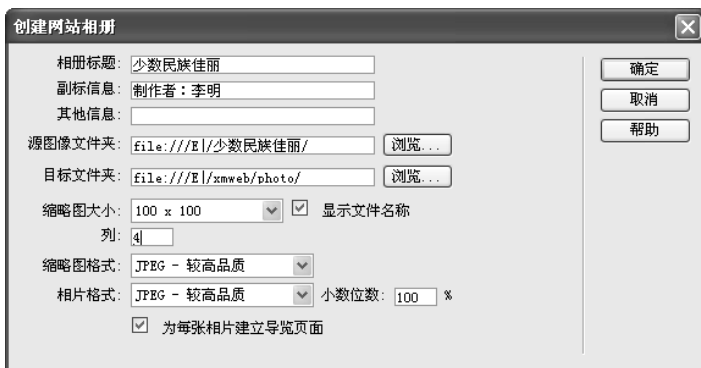 创建网站相册
相册标题: 少数民族佳丽
副标信息: 制作者：李明
其他信息:
源图像文件夹: file:///E|/少数民族佳丽/ 浏览...
目标文件夹: file:///E|/xmweb/photo/ 浏览...
缩略图大小: 100 x 100 显示文件名称
列: 4
缩略图格式: JPEG - 较高品质
相片格式: JPEG - 较高品质 小数位数: 100 %
为每张相片建立导览页面
确定
取消
帮助